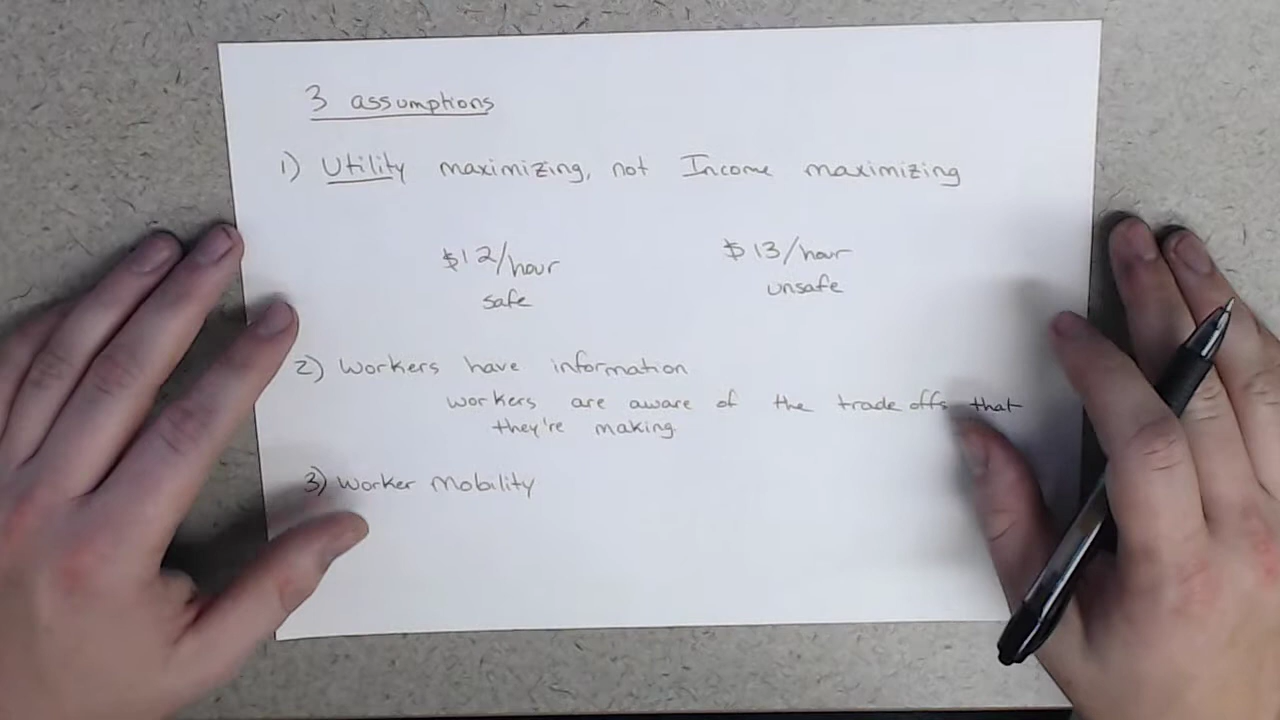 3 assumptions
1) Utility maximizing, not Income maximizing
$12/hour $13/hour
safe unsafe
2) Workers have information
workers are aware of the trade offs that
they're making.
3) Worker Mobility